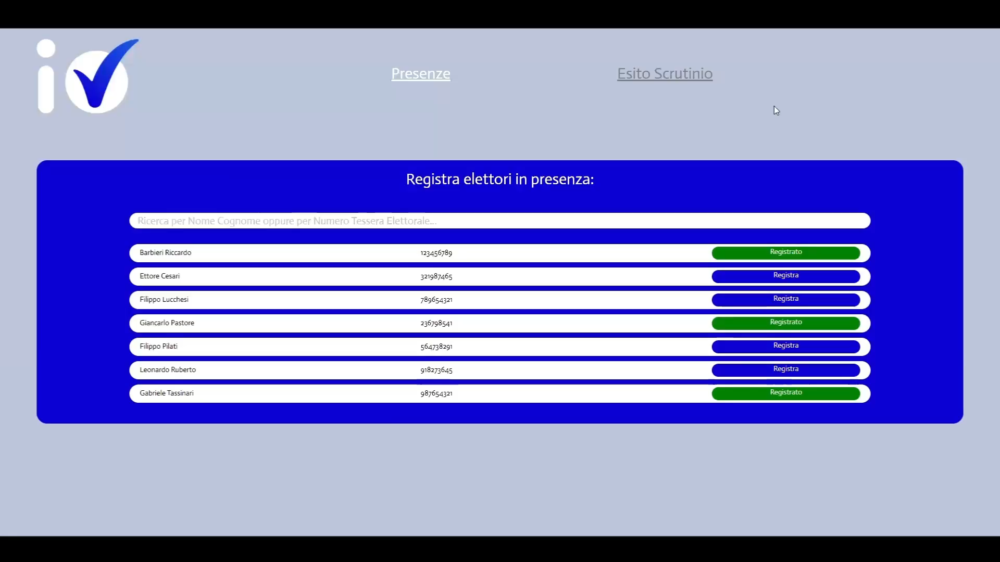 i
Presenze
Esito Scrutinio
Registra elettori in presenza:
Ricerca per Nome Cognome oppure per Numero Tessera Elettorale...
Barbieri Riccardo 123456789 Registrato
Ettore Cesari 321987465 Registra
Filippo Lucchesi 789654321 Registra
Giancarlo Pastore 236798541 Registrato
Filippo Pilati 564738291 Registra
Leonardo Ruberto 918273645 Registra
Gabriele Tassinari 987654321 Registrato